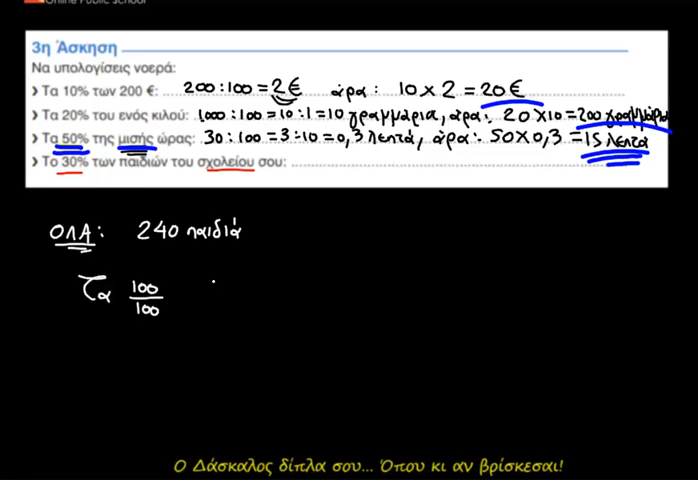 Online Public School
3η Άσκηση
Να υπολογίσεις νοερά:
› Τα 10% των 200 €: 200:100=2€ άρα: 10×2=20€
› Τα 20% του ενός κιλού: 1000:100=10:1=10 γραμμάρια, άρα: 20×10=200 γραμμάρια
› Τα 50% της μισής ώρας: 30:100=3:10=0,3 λεπτά, άρα: 50×0,3=15 λεπτά
› Το 30% των παιδιών του σχολείου σου:
ΟΛΑ: 240 παιδιά
Τα 100/100
Ο Δάσκαλος δίπλα σου... Όπου κι αν βρίσκεσαι!